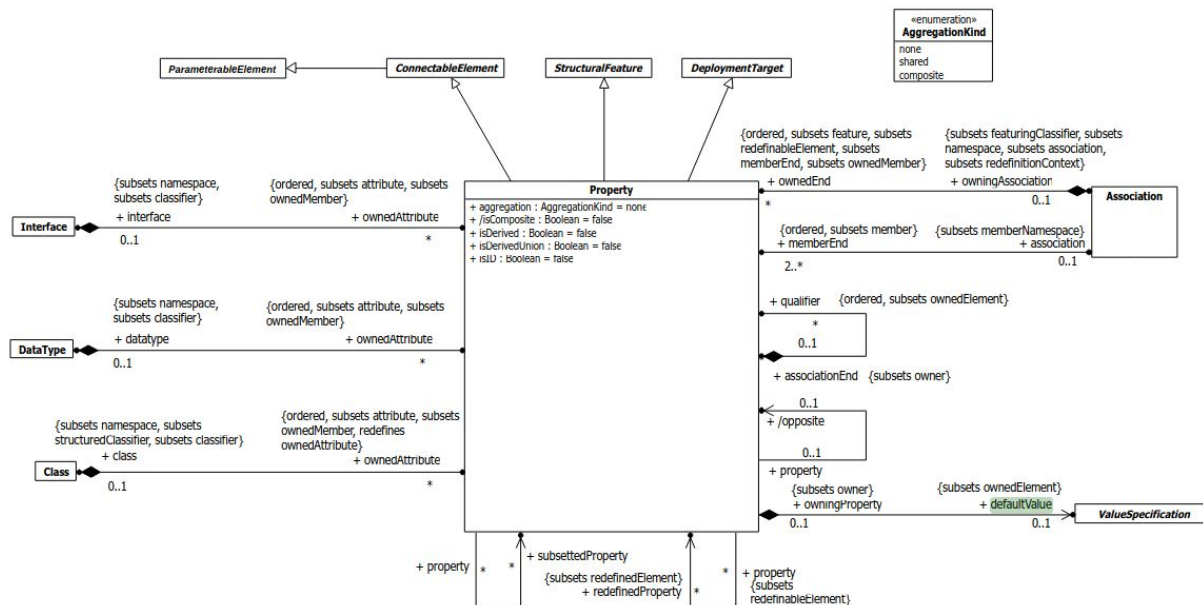 «enumeration»
AggregationKind
none
shared
composite
ParameterableElement
ConnectableElement
StructuralFeature
DeploymentTarget
{subsets namespace,
subsets classifier}
+ interface
0..1
{ordered, subsets attribute, subsets
ownedMember}
+ ownedAttribute
*
Interface
{subsets namespace,
subsets classifier}
+ datatype
0..1
{ordered, subsets attribute, subsets
ownedMember}
+ ownedAttribute
*
DataType
{subsets namespace, subsets
structuredClassifier, subsets classifier}
+ class
0..1
{ordered, subsets attribute, subsets
ownedMember, redefines
ownedAttribute}
+ ownedAttribute
*
Class
Property
+ aggregation : AggregationKind = none
+ /isComposite : Boolean = false
+ isDerived : Boolean = false
+ isDerivedUnion : Boolean = false
+ isID : Boolean = false
{ordered, subsets feature, subsets
redefinableElement, subsets
memberEnd, subsets ownedMember}
+ ownedEnd
*
{subsets featuringClassifier, subsets
namespace, subsets association,
subsets redefinitionContext}
+ owningAssociation
0..1
Association
{ordered, subsets member}
+ memberEnd
2..*
{subsets memberNamespace}
+ association
0..1
+ qualifier
{ordered, subsets ownedElement}
*
0..1
+ associationEnd
{subsets owner}
0..1
+ /opposite
0..1
+ property
{subsets owner}
+ owningProperty
0..1
{subsets ownedElement}
+ defaultValue
0..1
ValueSpecification
+ property
*
*
+ subsettedProperty
{subsets redefinedElement}
+ redefinedProperty
*
*
+ property
{subsets
redefinableElement}